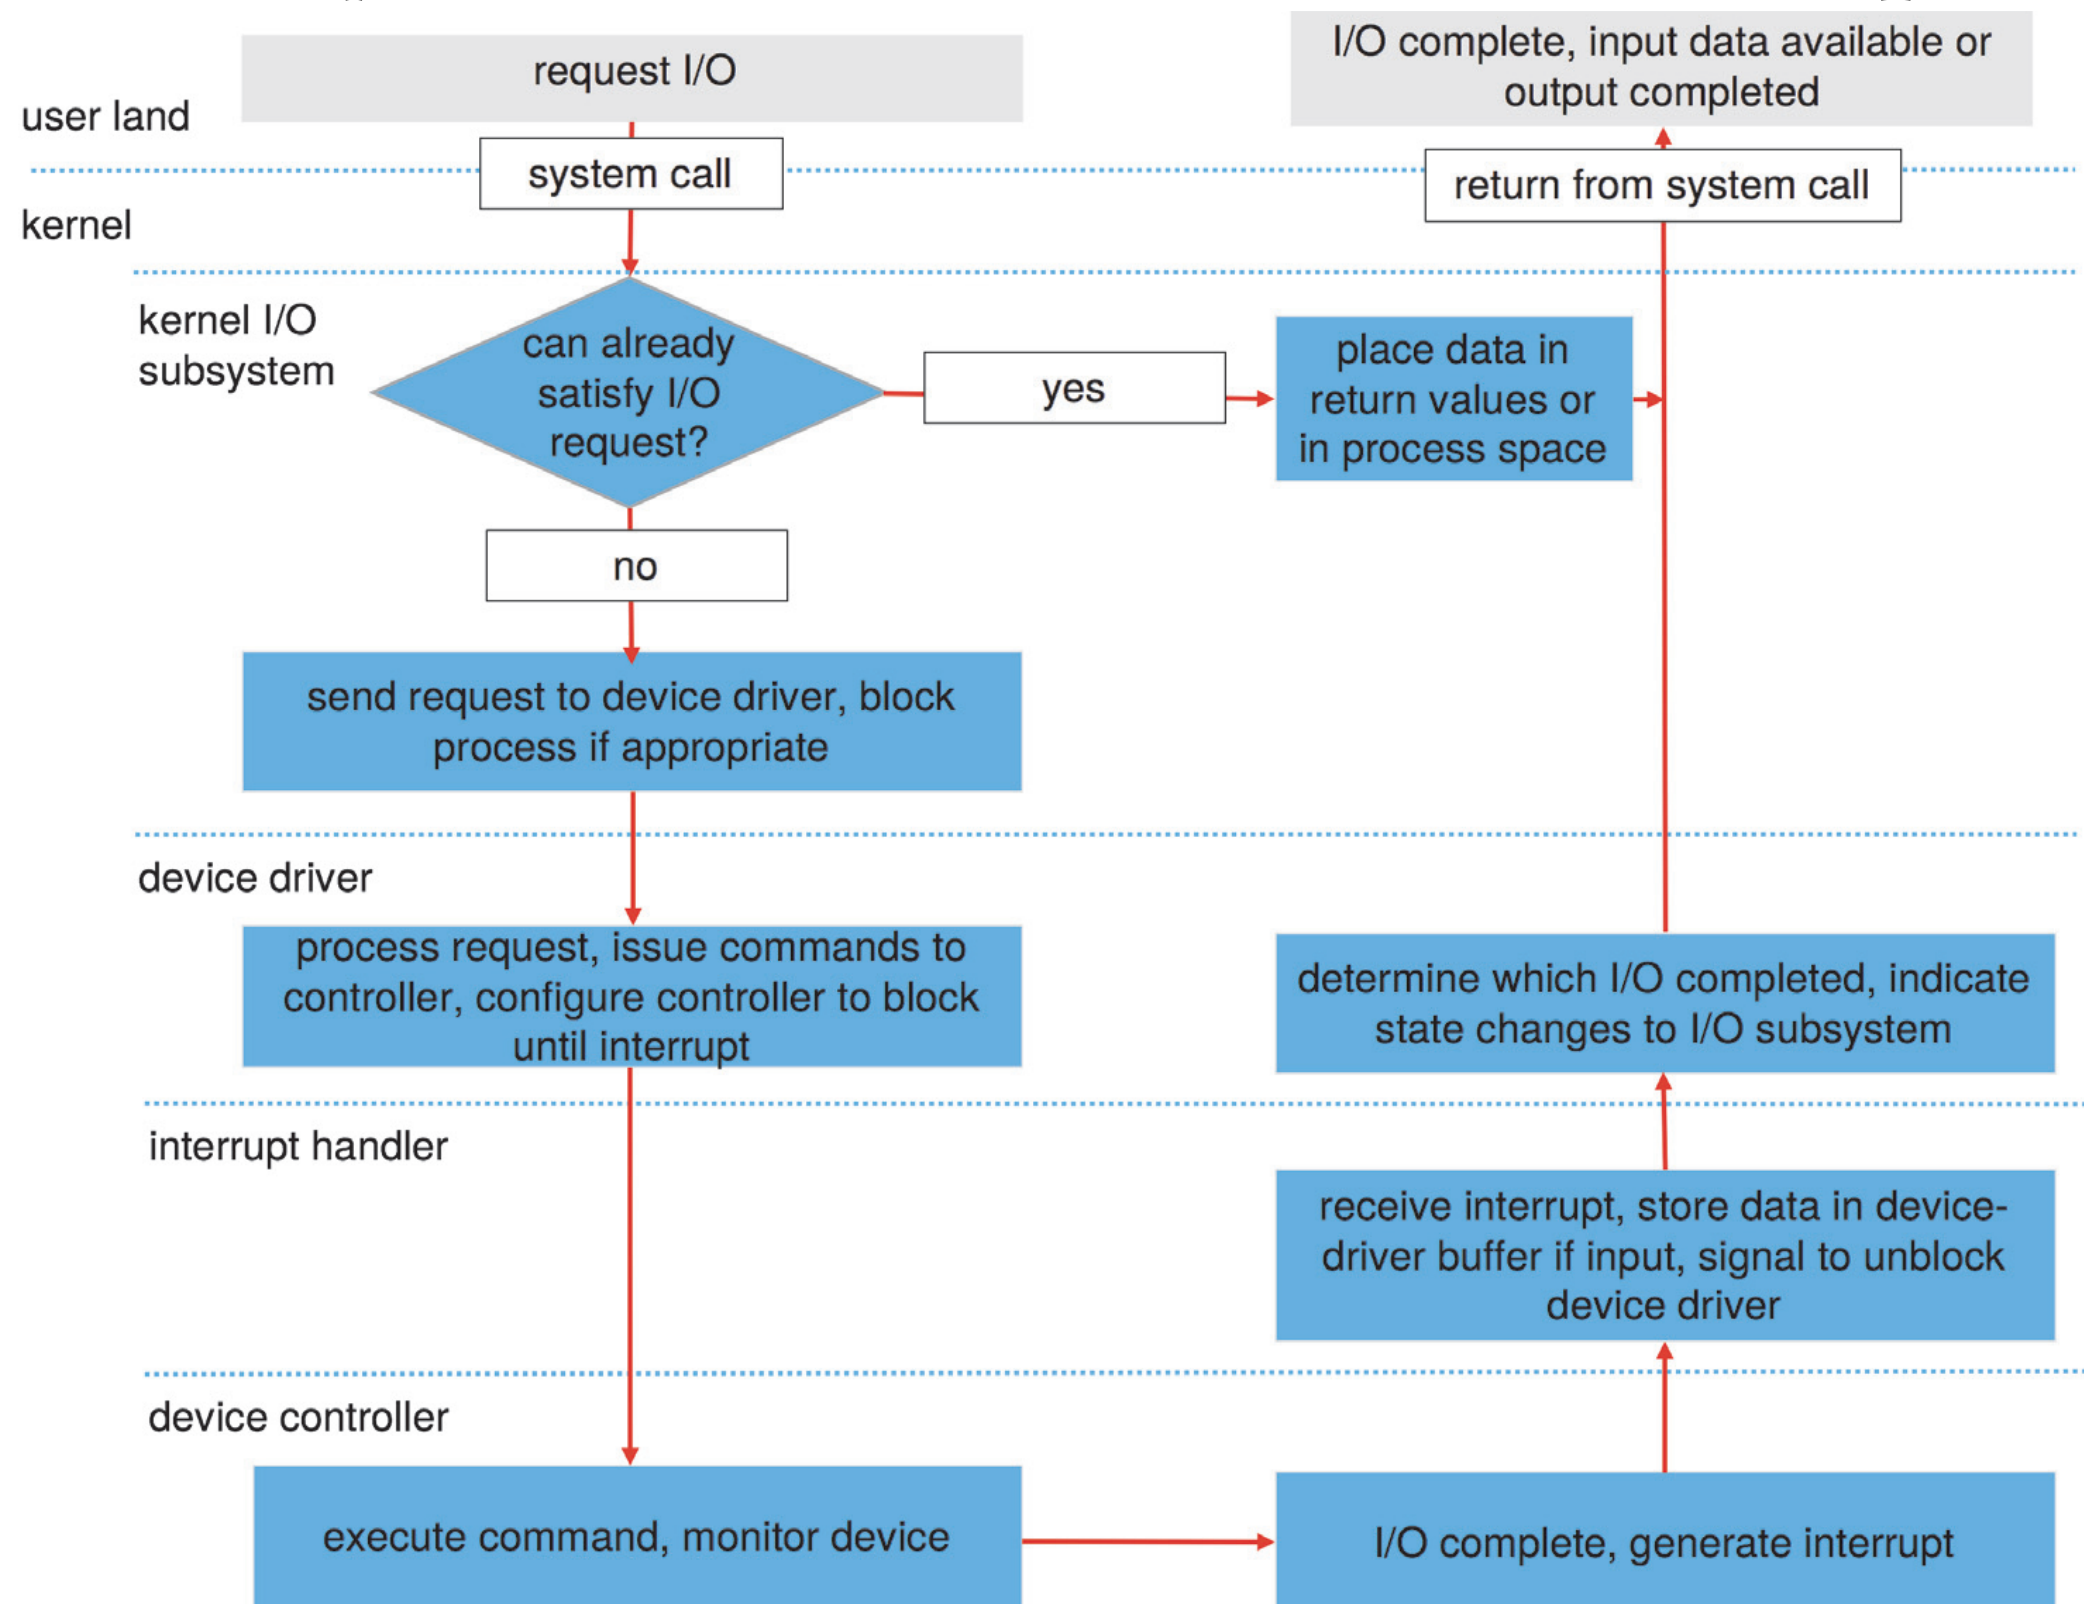 request I/O
I/O complete, input data available or
output completed
user land
system call
return from system call
kernel
kernel I/O
subsystem
can already
satisfy I/O
request?
yes
place data in
return values or
in process space
no
send request to device driver, block
process if appropriate
device driver
process request, issue commands to
controller, configure controller to block
until interrupt
determine which I/O completed, indicate
state changes to I/O subsystem
interrupt handler
receive interrupt, store data in device-
driver buffer if input, signal to unblock
device driver
device controller
execute command, monitor device
I/O complete, generate interrupt